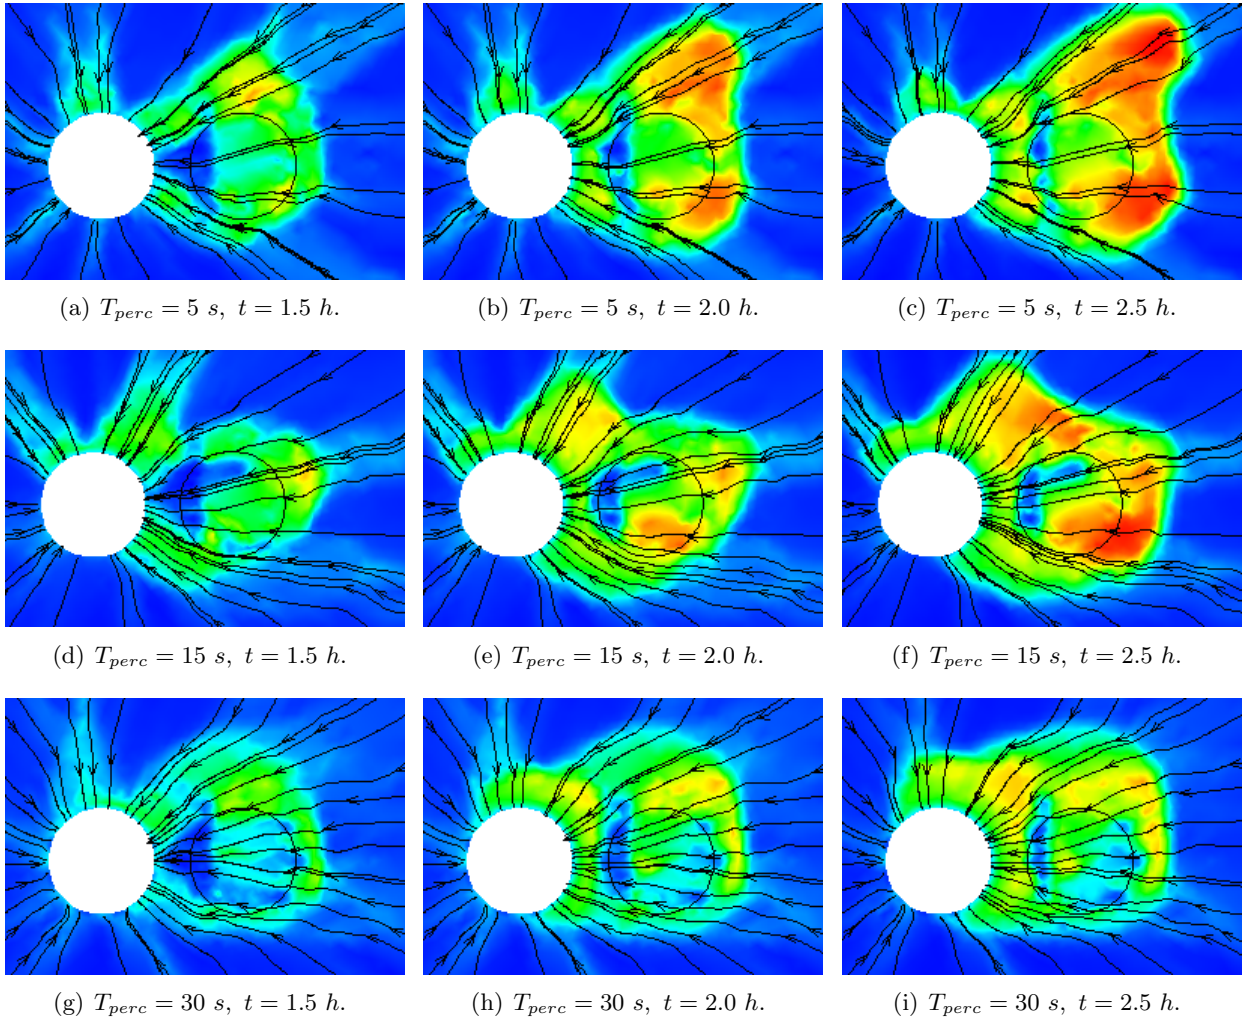 (a) T_perc = 5 s, t = 1.5 h.
(b) T_perc = 5 s, t = 2.0 h.
(c) T_perc = 5 s, t = 2.5 h.
(d) T_perc = 15 s, t = 1.5 h.
(e) T_perc = 15 s, t = 2.0 h.
(f) T_perc = 15 s, t = 2.5 h.
(g) T_perc = 30 s, t = 1.5 h.
(h) T_perc = 30 s, t = 2.0 h.
(i) T_perc = 30 s, t = 2.5 h.